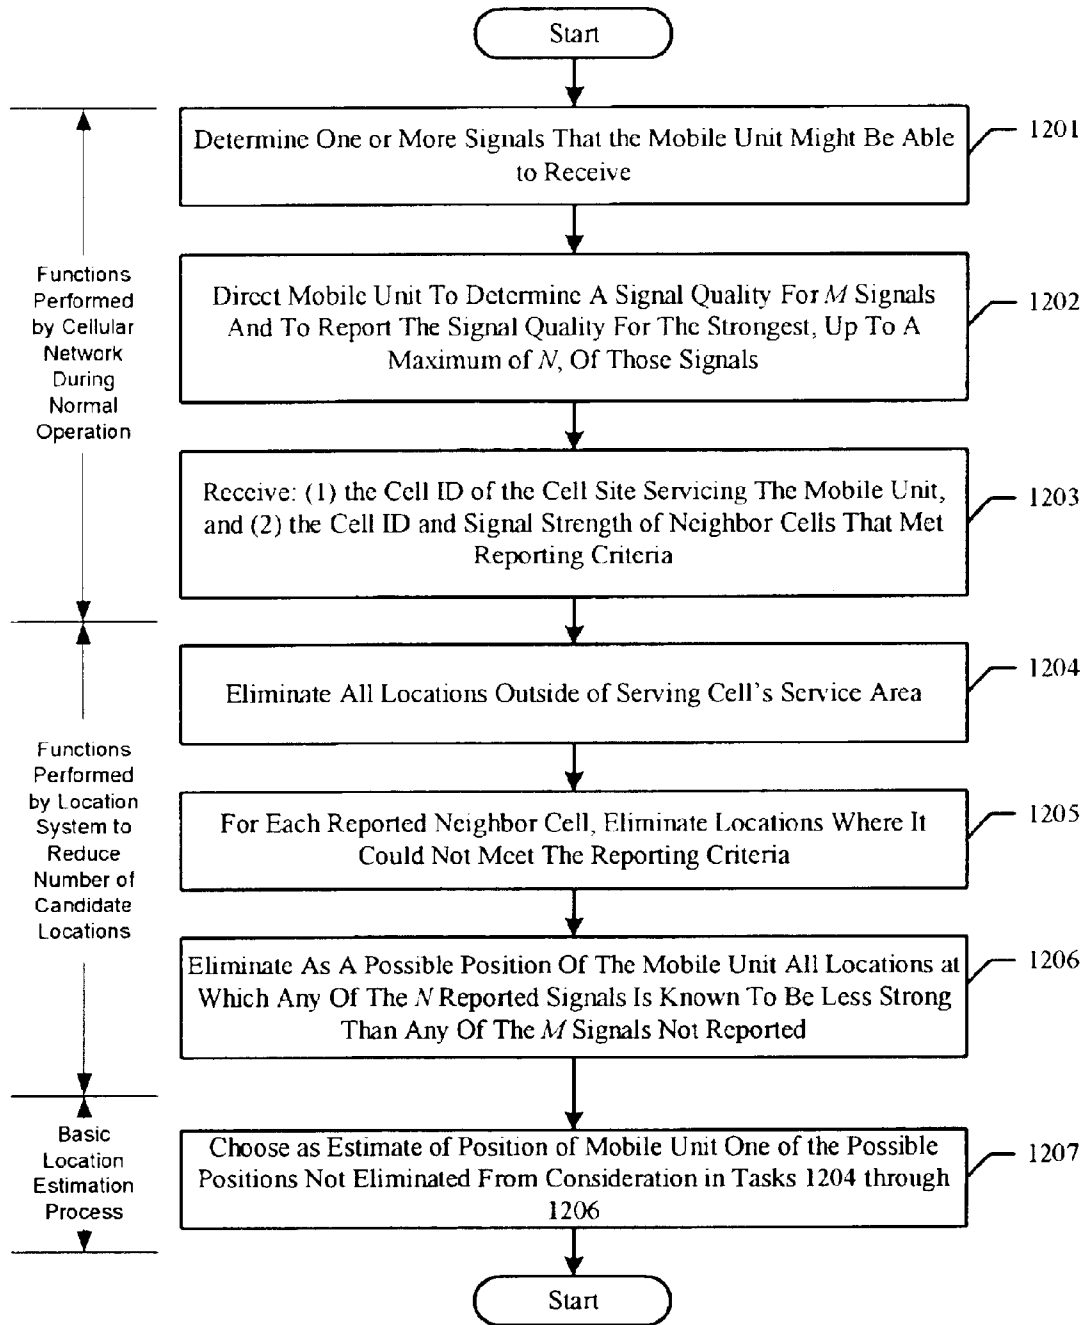 Start
Determine One or More Signals That the Mobile Unit Might Be Able
to Receive
1201
Direct Mobile Unit To Determine A Signal Quality For M Signals
And To Report The Signal Quality For The Strongest, Up To A
Maximum of N, Of Those Signals
1202
Functions
Performed
by Cellular
Network
During
Normal
Operation
Receive: (1) the Cell ID of the Cell Site Servicing The Mobile Unit,
and (2) the Cell ID and Signal Strength of Neighbor Cells That Met
Reporting Criteria
1203
Eliminate All Locations Outside of Serving Cell's Service Area
1204
Functions
Performed
by Location
System to
Reduce
Number of
Candidate
Locations
For Each Reported Neighbor Cell, Eliminate Locations Where It
Could Not Meet The Reporting Criteria
1205
Eliminate As A Possible Position Of The Mobile Unit All Locations at
Which Any Of The N Reported Signals Is Known To Be Less Strong
Than Any Of The M Signals Not Reported
1206
Basic
Location
Estimation
Process
Choose as Estimate of Position of Mobile Unit One of the Possible
Positions Not Eliminated From Consideration in Tasks 1204 through
1206
1207
Start